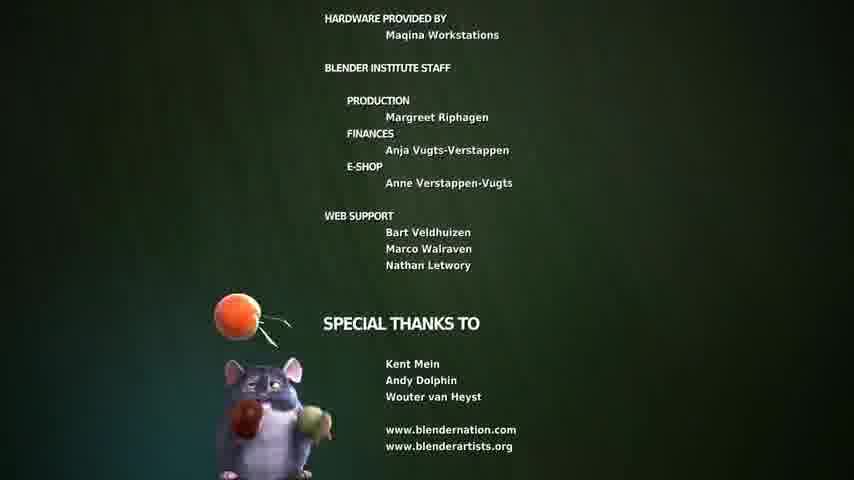 HARDWARE PROVIDED BY
Maqina Workstations
BLENDER INSTITUTE STAFF
PRODUCTION
Margreet Riphagen
FINANCES
Anja Vugts-Verstappen
E-SHOP
Anne Verstappen-Vugts
WEB SUPPORT
Bart Veldhuizen
Marco Walraven
Nathan Letwory
SPECIAL THANKS TO
Kent Mein
Andy Dolphin
Wouter van Heyst
www.blendernation.com
www.blenderartists.org